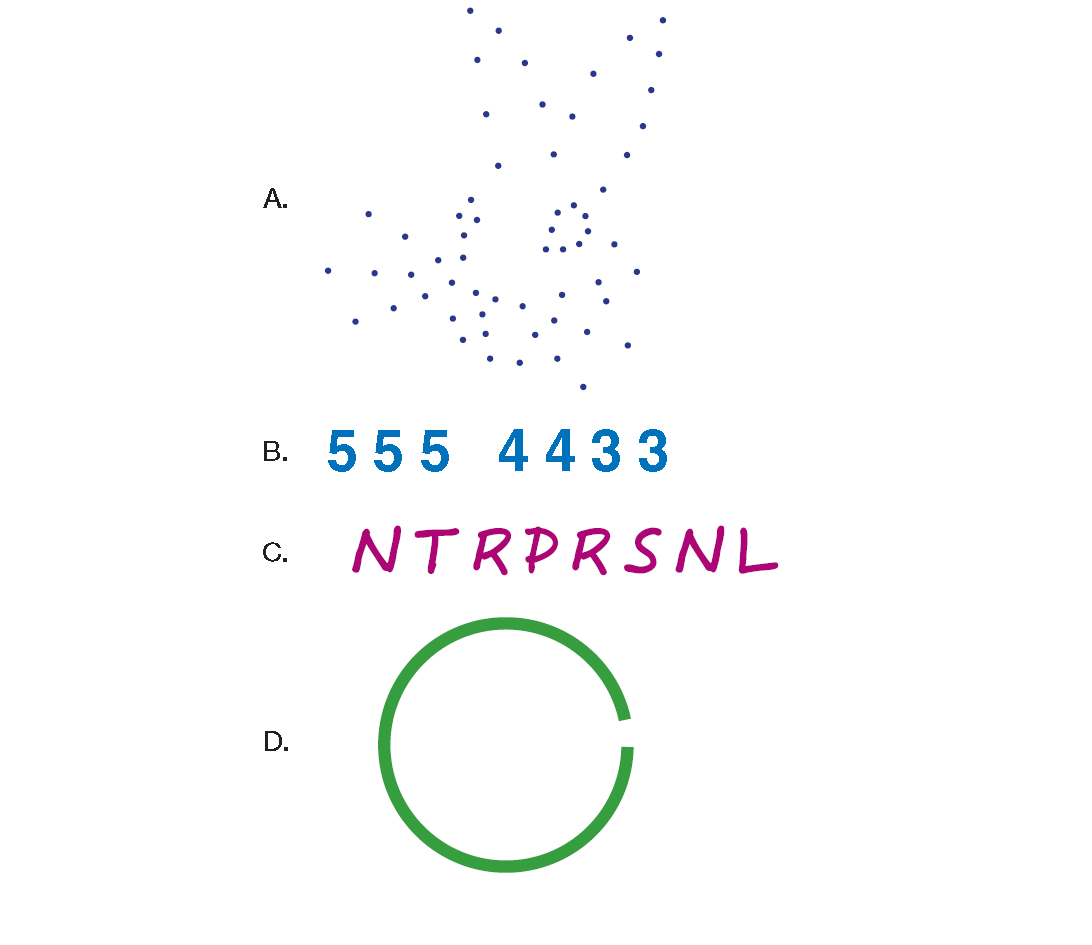 A.
B. 555 4433
C. NTRPRSNL
D.